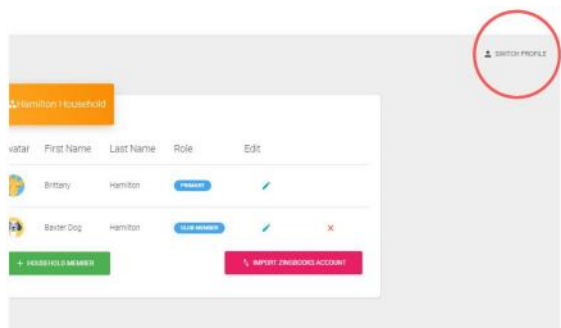 SWITCH PROFILE
Hamilton Household
vatar First Name Last Name Role Edit
Brittany Hamilton PRIMARY
Baxter Dog Hamilton CLUB MEMBER
+ HOUSEHOLD MEMBER IMPORT ZINGBOOKS ACCOUNT